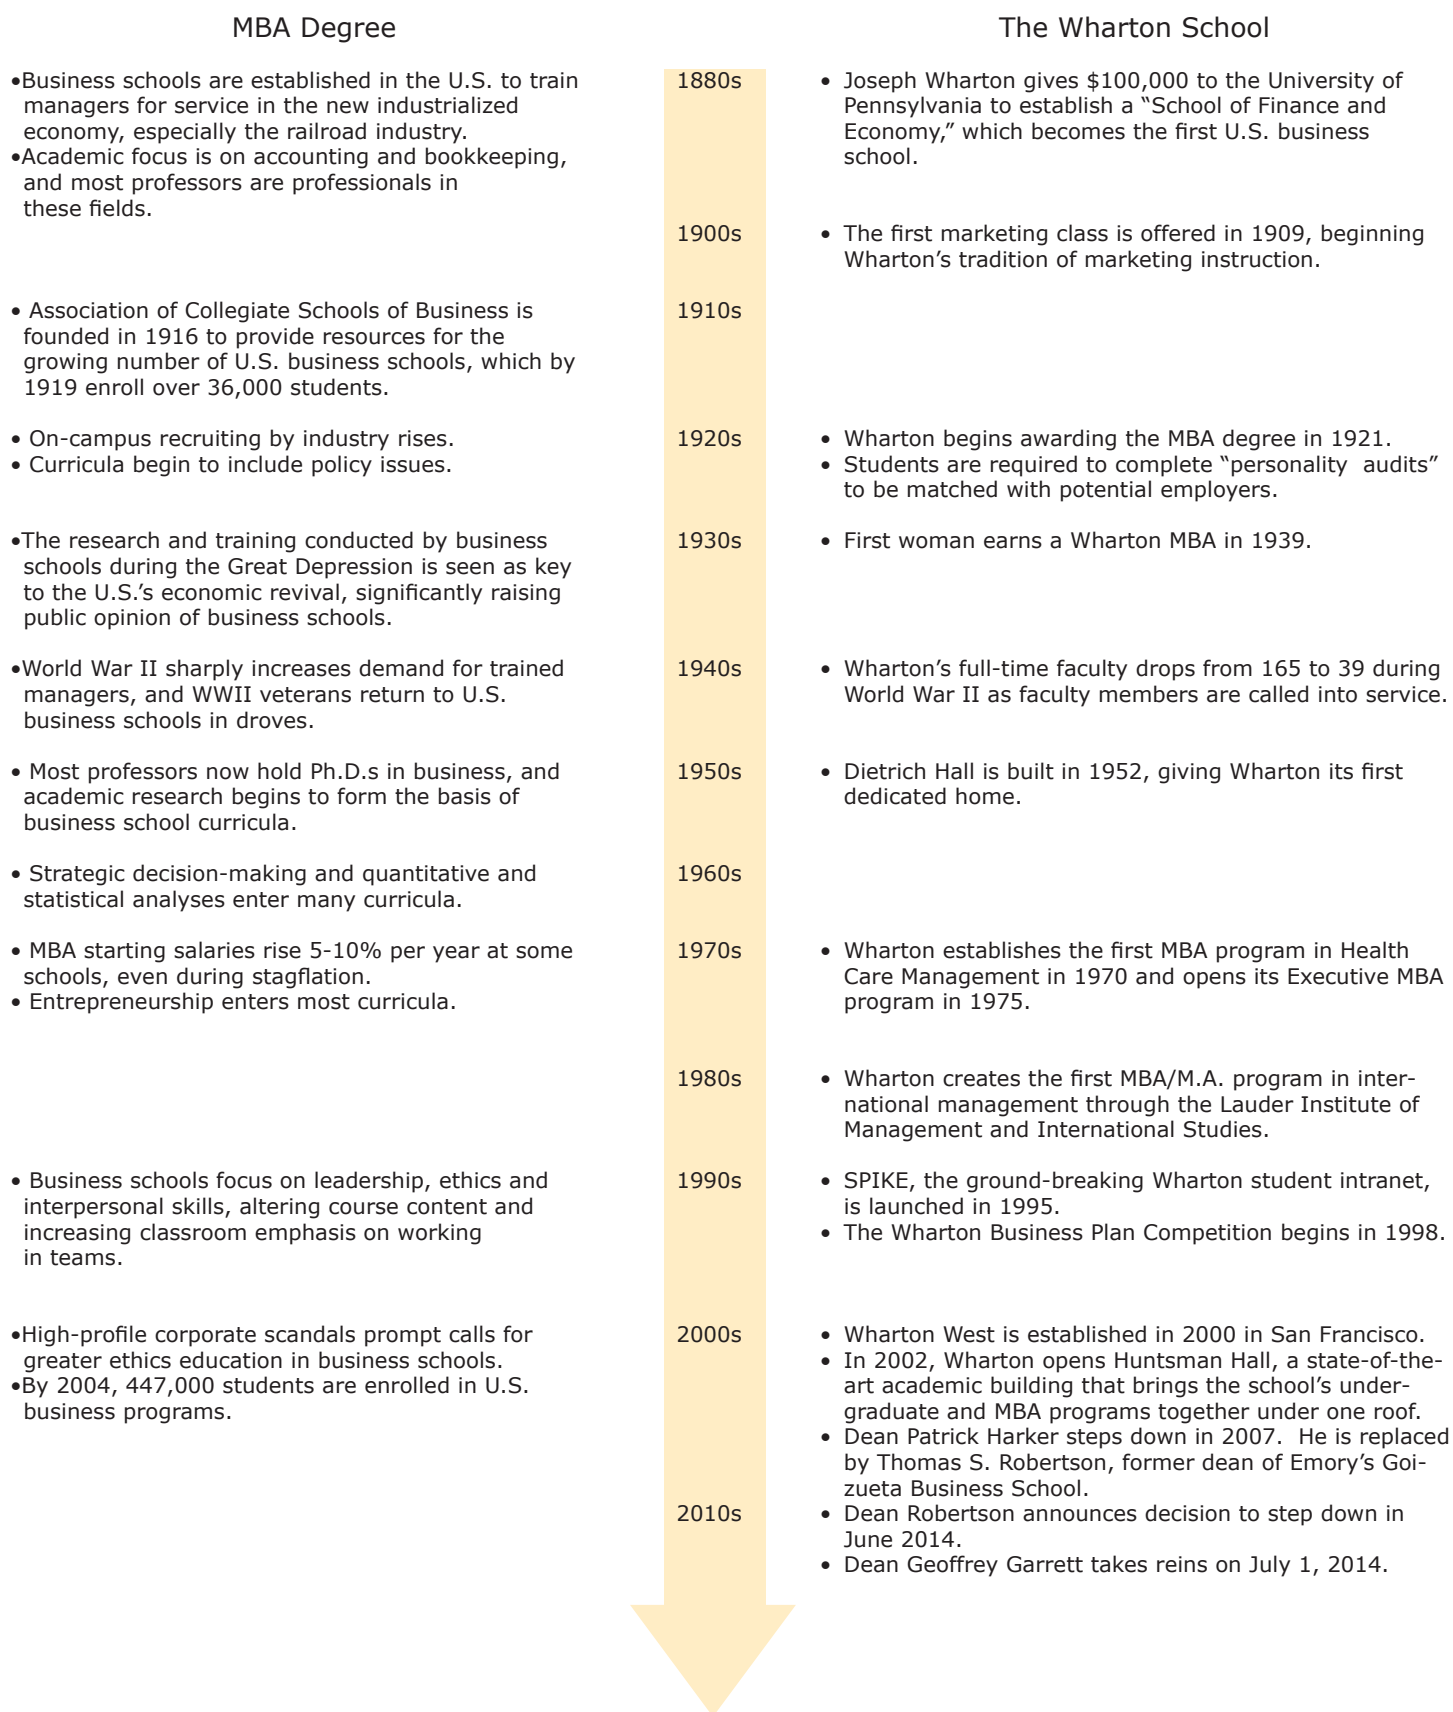 MBA Degree
The Wharton School
•Business schools are established in the U.S. to train
managers for service in the new industrialized
economy, especially the railroad industry.
•Academic focus is on accounting and bookkeeping,
and most professors are professionals in
these fields.
1880s
• Joseph Wharton gives $100,000 to the University of
Pennsylvania to establish a “School of Finance and
Economy,” which becomes the first U.S. business
school.
1900s
• The first marketing class is offered in 1909, beginning
Wharton’s tradition of marketing instruction.
• Association of Collegiate Schools of Business is
founded in 1916 to provide resources for the
growing number of U.S. business schools, which by
1919 enroll over 36,000 students.
1910s
• On-campus recruiting by industry rises.
• Curricula begin to include policy issues.
1920s
• Wharton begins awarding the MBA degree in 1921.
• Students are required to complete “personality audits”
to be matched with potential employers.
•The research and training conducted by business
schools during the Great Depression is seen as key
to the U.S.’s economic revival, significantly raising
public opinion of business schools.
1930s
• First woman earns a Wharton MBA in 1939.
•World War II sharply increases demand for trained
managers, and WWII veterans return to U.S.
business schools in droves.
1940s
• Wharton’s full-time faculty drops from 165 to 39 during
World War II as faculty members are called into service.
• Most professors now hold Ph.D.s in business, and
academic research begins to form the basis of
business school curricula.
1950s
• Dietrich Hall is built in 1952, giving Wharton its first
dedicated home.
• Strategic decision-making and quantitative and
statistical analyses enter many curricula.
1960s
• MBA starting salaries rise 5-10% per year at some
schools, even during stagflation.
• Entrepreneurship enters most curricula.
1970s
• Wharton establishes the first MBA program in Health
Care Management in 1970 and opens its Executive MBA
program in 1975.
1980s
• Wharton creates the first MBA/M.A. program in inter-
national management through the Lauder Institute of
Management and International Studies.
• Business schools focus on leadership, ethics and
interpersonal skills, altering course content and
increasing classroom emphasis on working
in teams.
1990s
• SPIKE, the ground-breaking Wharton student intranet,
is launched in 1995.
• The Wharton Business Plan Competition begins in 1998.
•High-profile corporate scandals prompt calls for
greater ethics education in business schools.
•By 2004, 447,000 students are enrolled in U.S.
business programs.
2000s
• Wharton West is established in 2000 in San Francisco.
• In 2002, Wharton opens Huntsman Hall, a state-of-the-
art academic building that brings the school’s under-
graduate and MBA programs together under one roof.
• Dean Patrick Harker steps down in 2007. He is replaced
by Thomas S. Robertson, former dean of Emory’s Goi-
zueta Business School.
2010s
• Dean Robertson announces decision to step down in
June 2014.
• Dean Geoffrey Garrett takes reins on July 1, 2014.